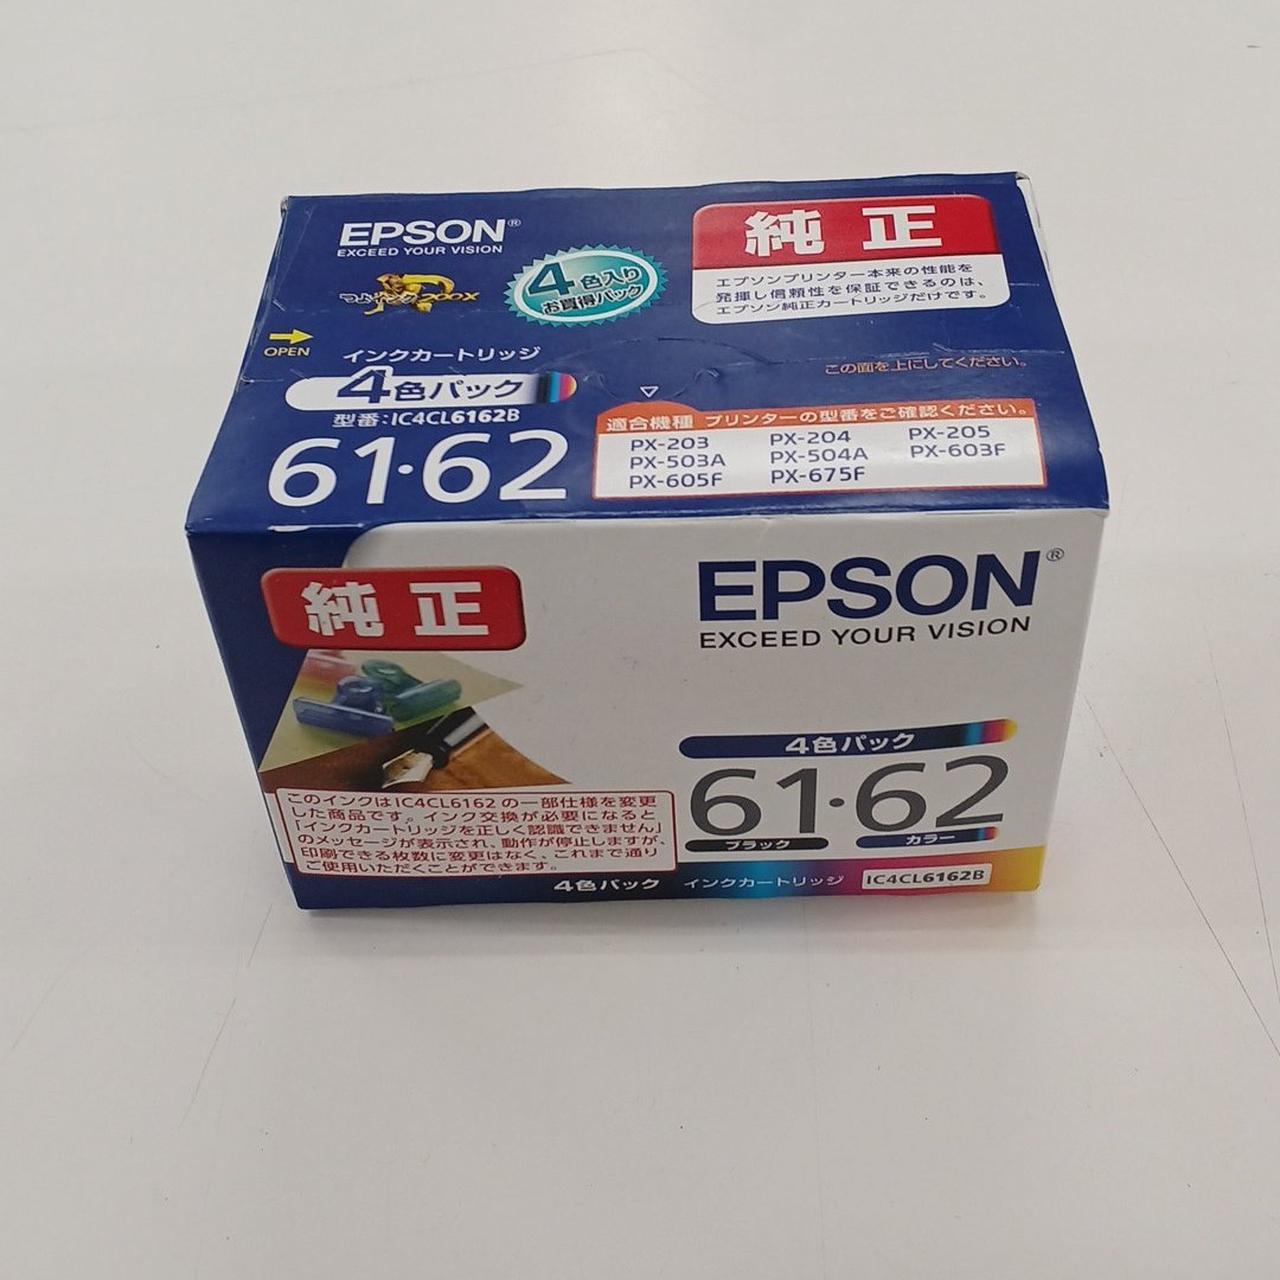 EPSON®
EXCEED YOUR VISION
つよインク200X
4色入り
お買得パック
純正
エプソンプリンター本来の性能を
発揮し信頼性を保証できるのは、
エプソン純正カートリッジだけです。
OPEN
インクカートリッジ
4色パック
型番:IC4CL6162B
61・62
この面を上にしてください。
適合機種 プリンターの型番をご確認ください。
PX-203 PX-204 PX-205
PX-503A PX-504A PX-603F
PX-605F PX-675F
純正
EPSON®
EXCEED YOUR VISION
4色パック
61・62
ブラック カラー
このインクはIC4CL6162の一部仕様を変更
した商品です。インク交換が必要になると
「インクカートリッジを正しく認識できません」
のメッセージが表示され、動作が停止しますが、
印刷できる枚数に変更はなく、これまで通り
ご使用いただくことができます。
4色パック インクカートリッジ IC4CL6162B